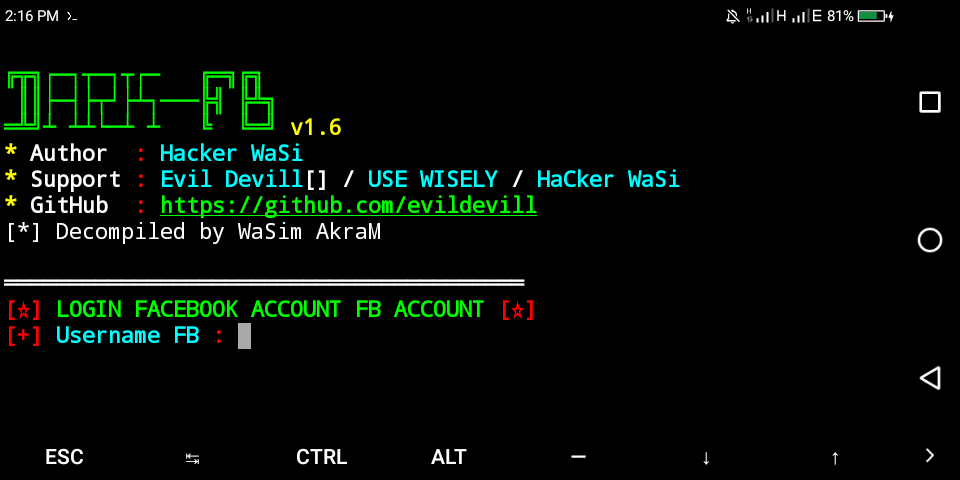 2:16 PM >_ H H E 81%
DARK-FB v1.6
* Author : Hacker WaSi
* Support : Evil Devill[] / USE WISELY / HaCker WaSi
* GitHub : https://github.com/evildevill
[*] Decompiled by WaSim AkraM
[☆] LOGIN FACEBOOK ACCOUNT FB ACCOUNT [☆]
[+] Username FB :
ESC ↹ CTRL ALT — ↓ ↑ >